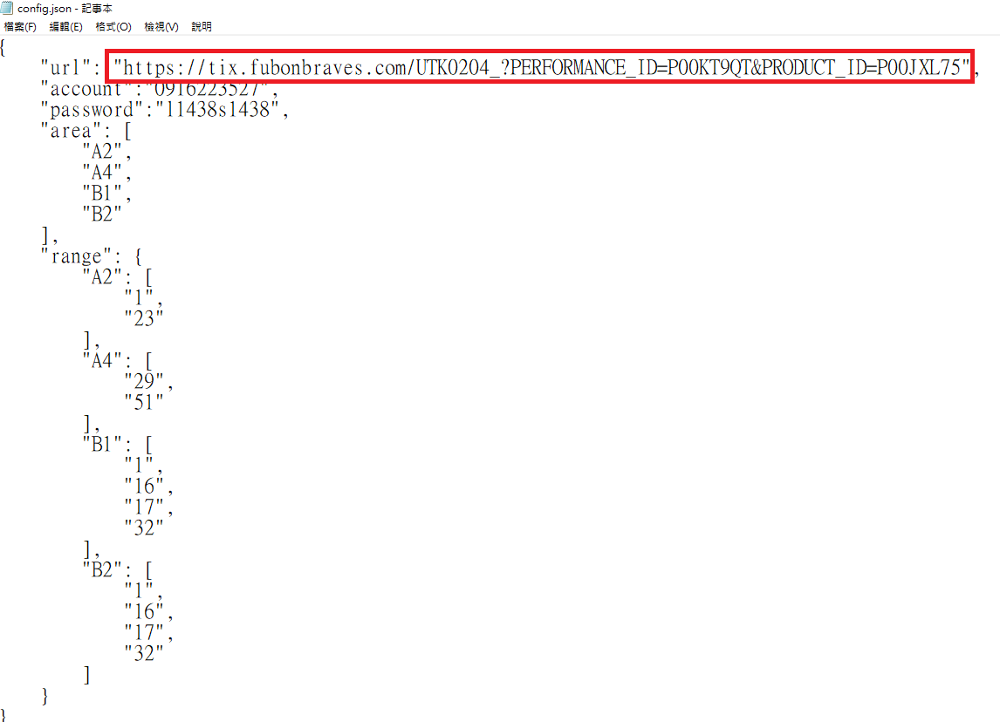 config.json - 記事本
檔案(F) 編輯(E) 格式(O) 檢視(V) 說明
{
"url": "https://tix.fubonbraves.com/UTK0204_?PERFORMANCE_ID=P00KT9QT&PRODUCT_ID=P00JXL75",
"account":"0916223527",
"password":"11438s1438",
"area": [
"A2",
"A4",
"B1",
"B2"
],
"range": {
"A2": [
"1",
"23"
],
"A4": [
"29",
"51"
],
"B1": [
"1",
"16",
"17",
"32"
],
"B2": [
"1",
"16",
"17",
"32"
]
}
}